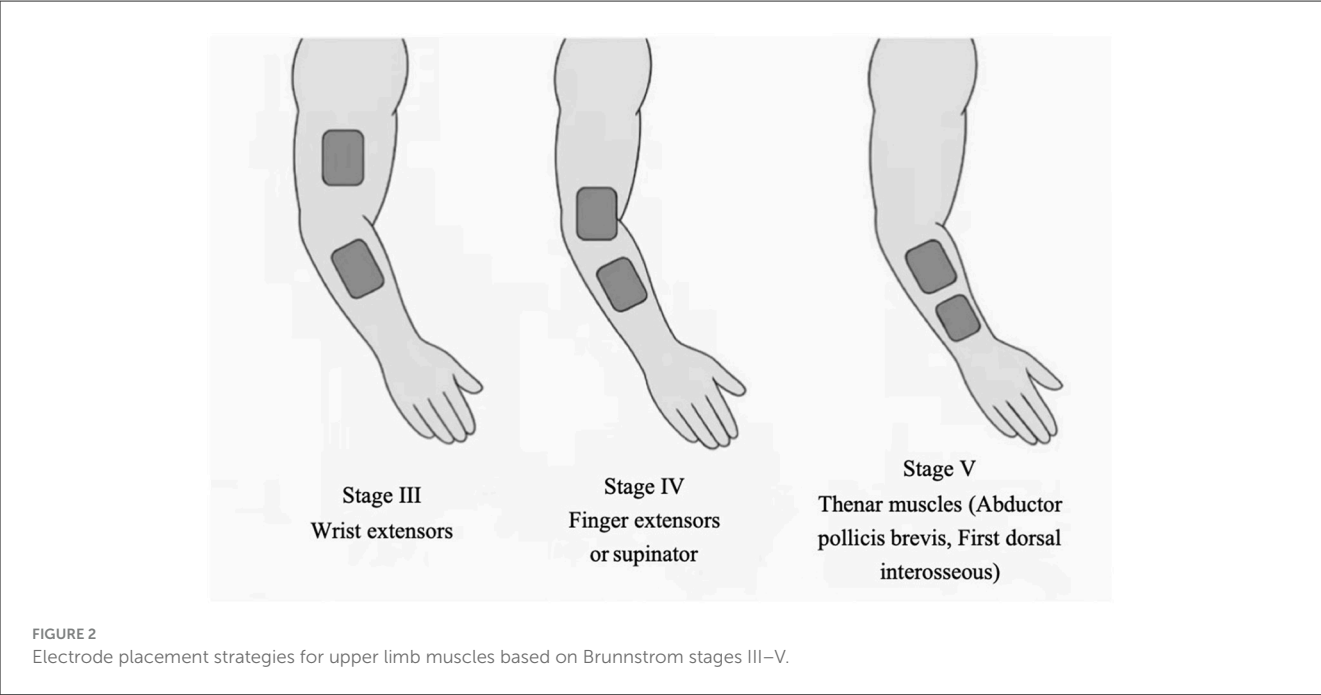 Stage III
Wrist extensors
Stage IV
Finger extensors
or supinator
Stage V
Thenar muscles (Abductor
pollicis brevis, First dorsal
interosseous)
FIGURE 2
Electrode placement strategies for upper limb muscles based on Brunnstrom stages III–V.